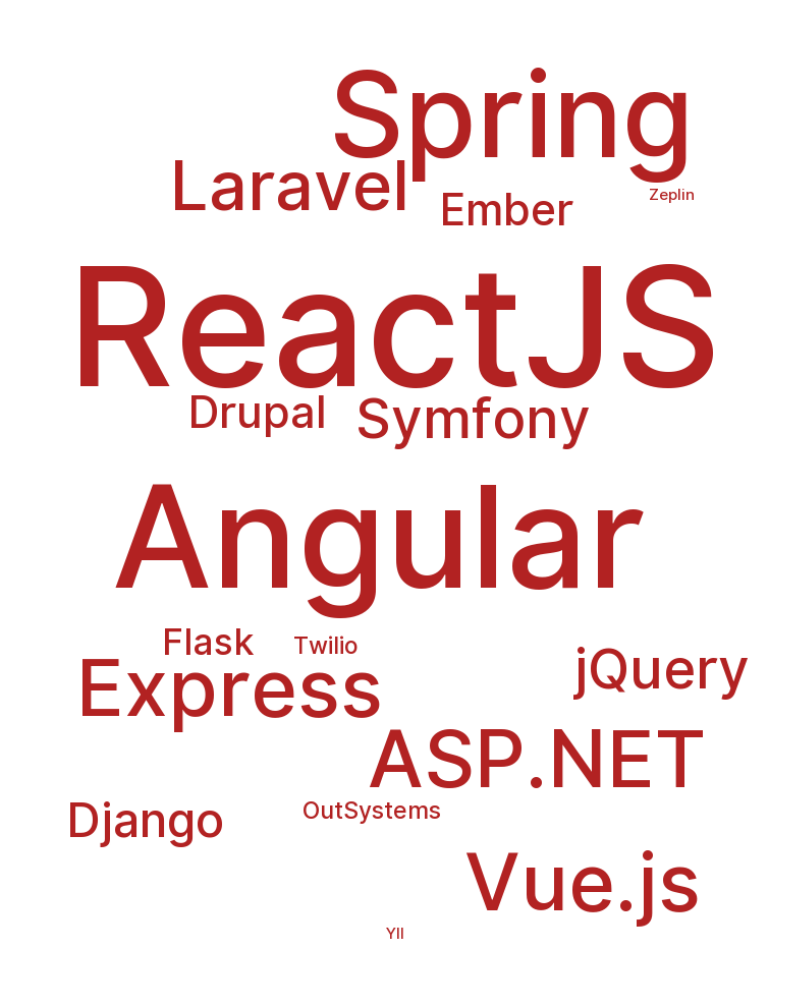 Spring
Laravel
Ember
Zeplin
ReactJS
Drupal
Symfony
Angular
Flask
Twilio
jQuery
Express
ASP.NET
Django
OutSystems
Vue.js
YII